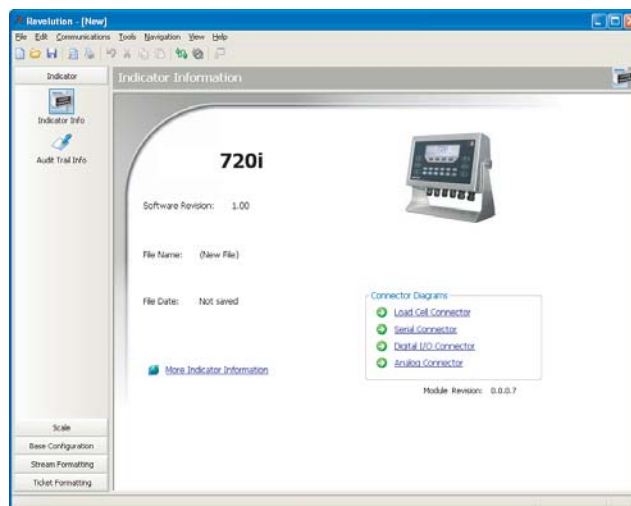 Revolution - [New]
File Edit Communications Tools Navigation View Help
Indicator
Indicator Information
Indicator Info
Audit Trail Info
720i
Software Revision: 1.00
File Name: (New File)
File Date: Not saved
More Indicator Information
Connector Diagrams
Load Cell Connector
Serial Connector
Digital I/O Connector
Analog Connector
Module Revision: 0.0.0.7
Scale
Base Configuration
Stream Formatting
Ticket Formatting